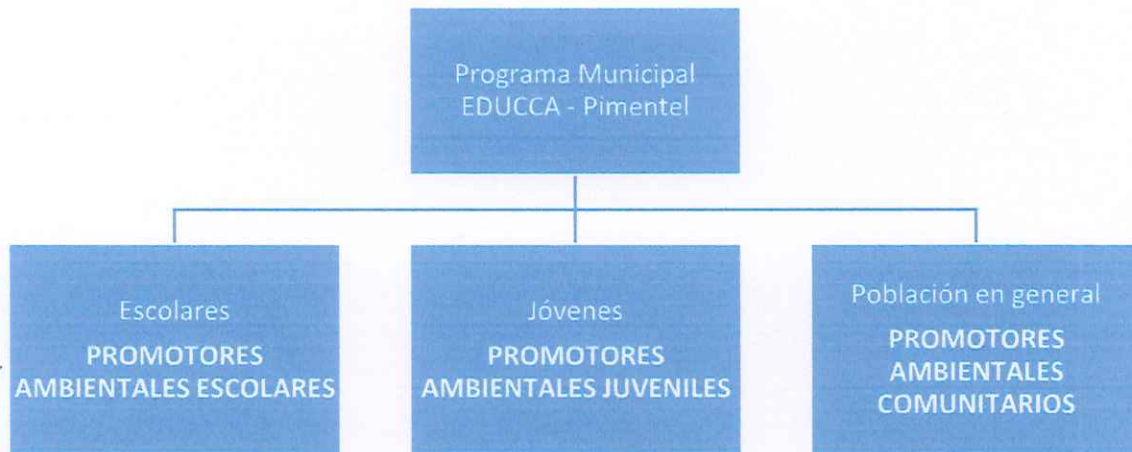 Programa Municipal
EDUCCA - Pimentel
Escolares
PROMOTORES
AMBIENTALES ESCOLARES
Jóvenes
PROMOTORES
AMBIENTALES JUVENILES
Población en general
PROMOTORES
AMBIENTALES
COMUNITARIOS